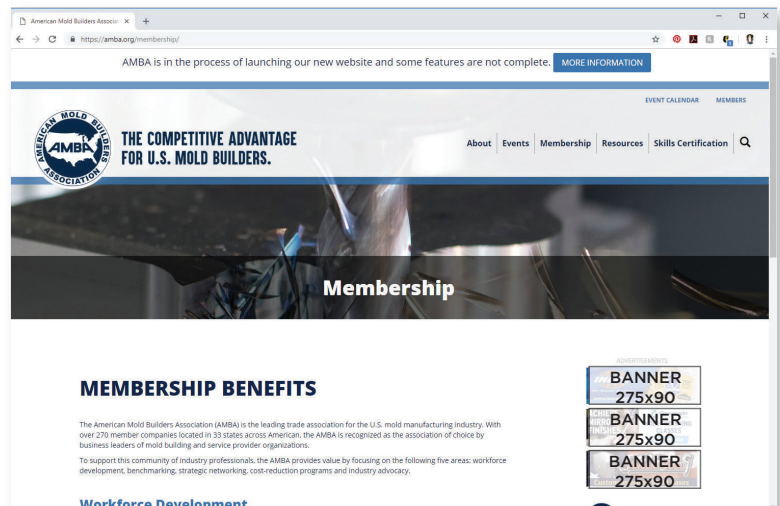 American Mold Builders Associat
https://amba.org/membership/
AMBA is in the process of launching our new website and some features are not complete. MORE INFORMATION
EVENT CALENDAR MEMBERS
AMERICAN MOLD BUILDERS ASSOCIATION
AMBA
THE COMPETITIVE ADVANTAGE
FOR U.S. MOLD BUILDERS.
About Events Membership Resources Skills Certification
Membership
ADVERTISEMENTS
BANNER
275x90
BANNER
275x90
BANNER
275x90
MEMBERSHIP BENEFITS
The American Mold Builders Association (AMBA) is the leading trade association for the U.S. mold manufacturing industry. With
over 270 member companies located in 33 states across American, the AMBA is recognized as the association of choice by
business leaders of mold building and service provider organizations.
To support this community of industry professionals, the AMBA provides value by focusing on the following five areas: workforce
development, benchmarking, strategic networking, cost-reduction programs and industry advocacy.
Workforce Development